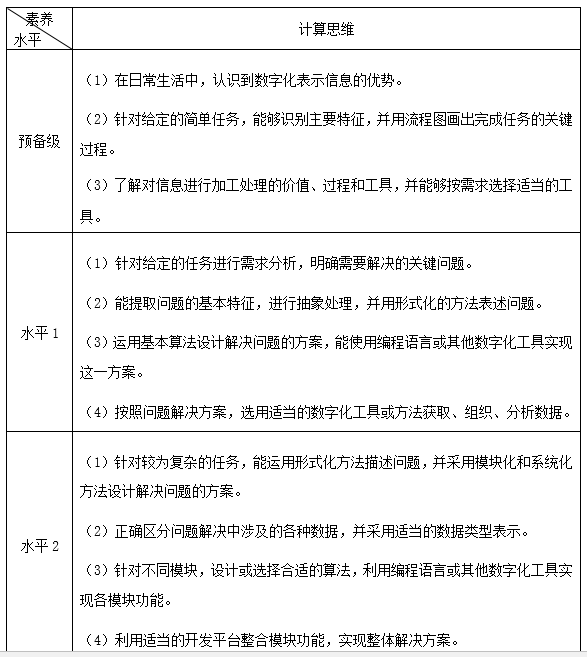 素养
计算思维
水平
（1）在日常生活中，认识到数字化表示信息的优势。
（2）针对给定的简单任务，能够识别主要特征，并用流程图画出完成任务的关键
过程。
预备级
（3）了解对信息进行加工处理的价值、过程和工具，并能够按需求选择适当的工
具。
（1）针对给定的任务进行需求分析，明确需要解决的关键问题。
（2）能提取问题的基本特征，进行抽象处理，并用形式化的方法表述问题。
水平1
（3）运用基本算法设计解决问题的方案，能使用编程语言或其他数字化工具实现
这一方案。
（4）按照问题解决方案，选用适当的数字化工具或方法获取、组织、分析数据。
（1）针对较为复杂的任务，能运用形式化方法描述问题，并采用模块化和系统化
方法设计解决问题的方案。
（2）正确区分问题解决中涉及的各种数据，并采用适当的数据类型表示。
水平2
（3）针对不同模块，设计或选择合适的算法，利用编程语言或其他数字化工具实
现各模块功能。
（4）利用适当的开发平台整合模块功能，实现整体解决方案。